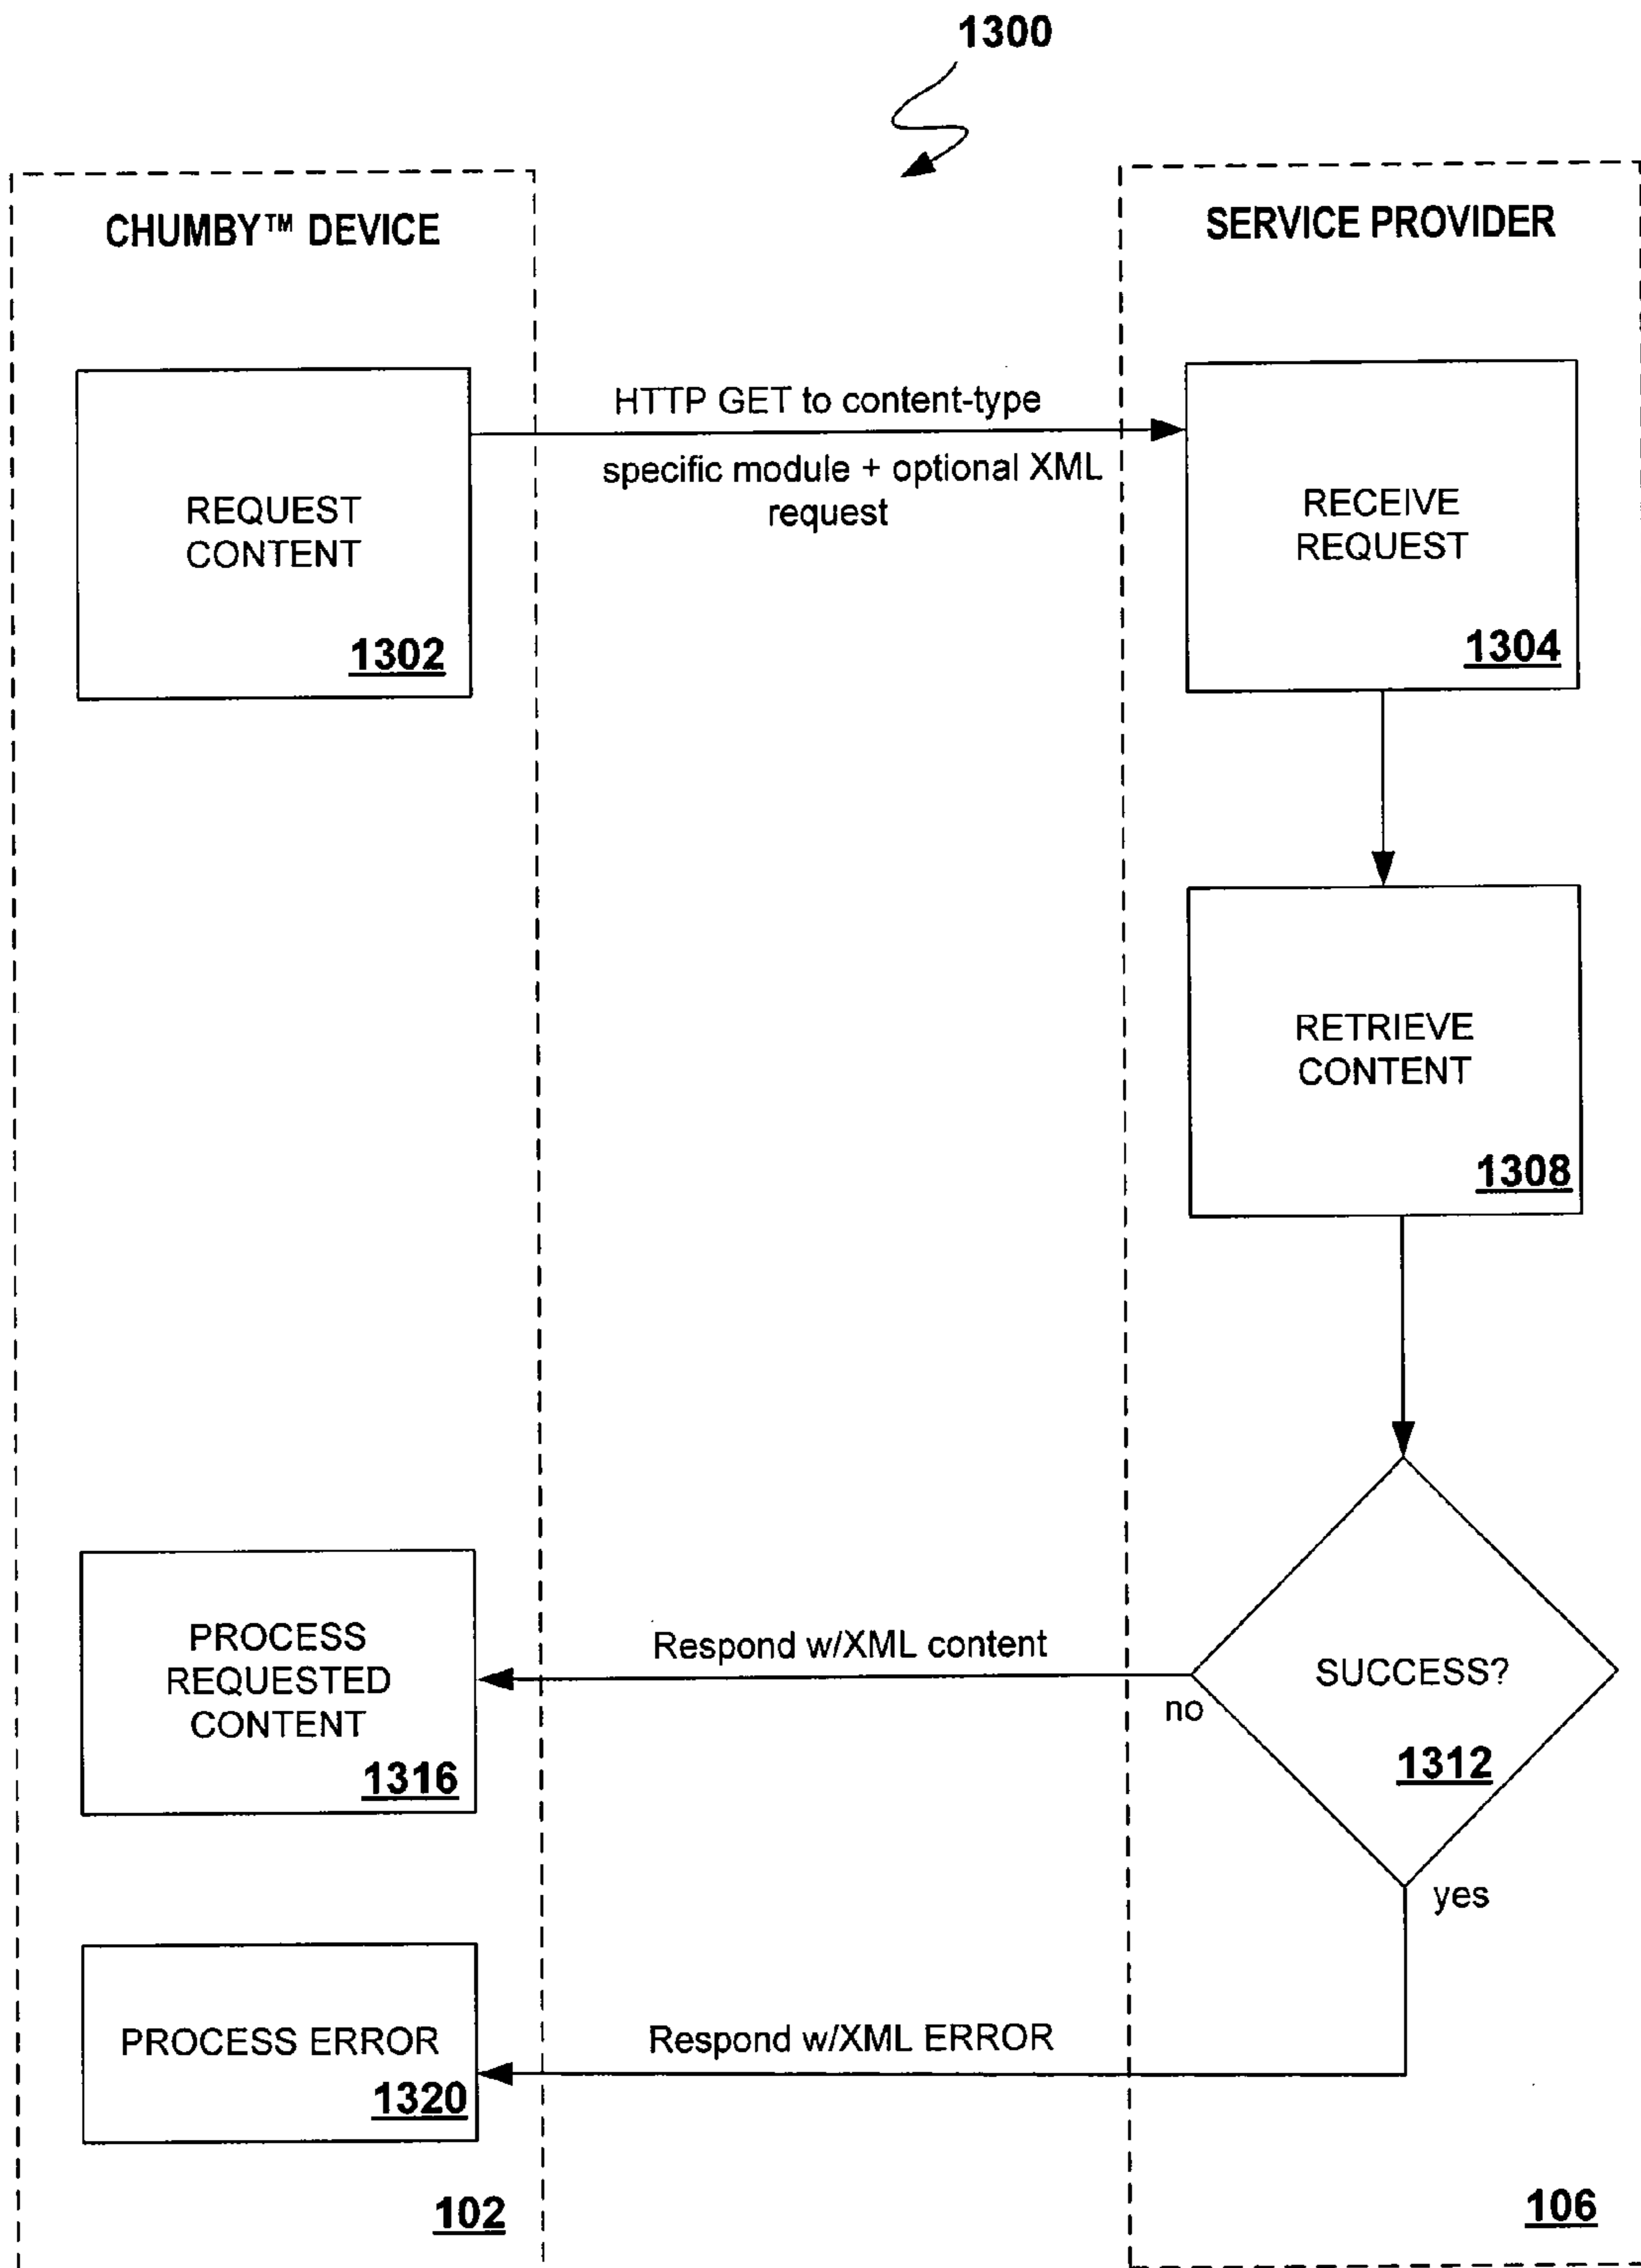 1300
CHUMBY™ DEVICE
SERVICE PROVIDER
REQUEST
CONTENT
1302
HTTP GET to content-type
specific module + optional XML
request
RECEIVE
REQUEST
1304
RETRIEVE
CONTENT
1308
SUCCESS?
1312
no
yes
Respond w/XML content
PROCESS
REQUESTED
CONTENT
1316
Respond w/XML ERROR
PROCESS ERROR
1320
102
106